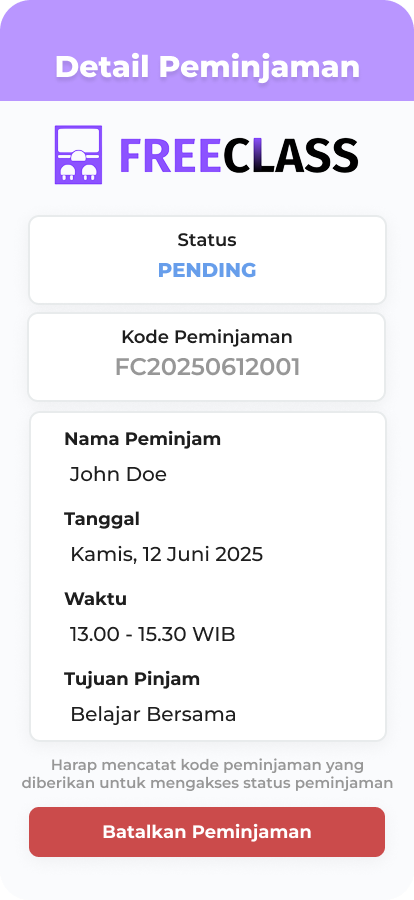 Detail Peminjaman
FREECLASS
Status
PENDING
Kode Peminjaman
FC20250612001
Nama Peminjam
John Doe
Tanggal
Kamis, 12 Juni 2025
Waktu
13.00 - 15.30 WIB
Tujuan Pinjam
Belajar Bersama
Harap mencatat kode peminjaman yang
diberikan untuk mengakses status peminjaman
Batalkan Peminjaman